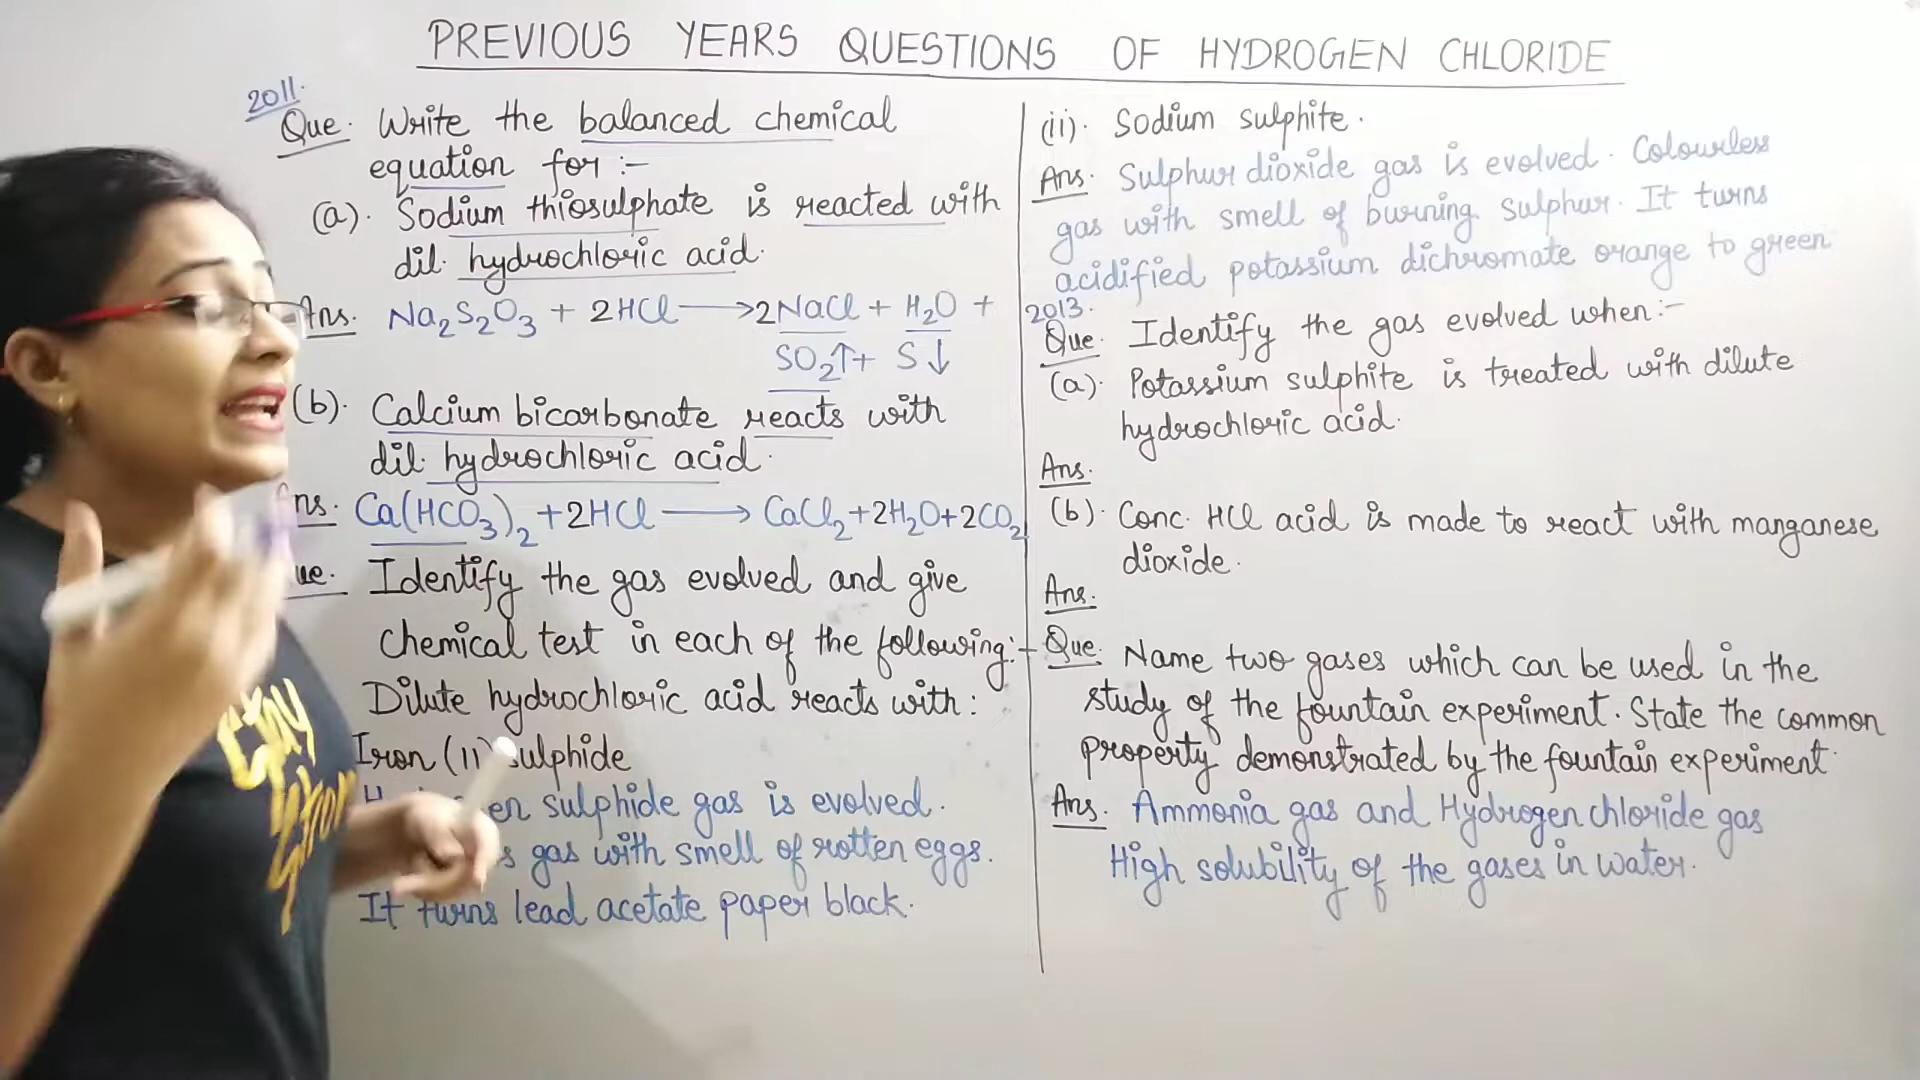 PREVIOUS YEARS QUESTIONS OF HYDROGEN CHLORIDE
2011.
Que. Write the balanced chemical
equation for :-
(a). Sodium thiosulphate is reacted with
dil. hydrochloric acid.
Ans. Na2S2O3 + 2HCl → 2NaCl + H2O +
SO2↑ + S↓
(b). Calcium bicarbonate reacts with
dil. hydrochloric acid.
ns. Ca(HCO3)2 + 2HCl → CaCl2 + 2H2O + 2CO2
ue. Identify the gas evolved and give
chemical test in each of the following:-
Dilute hydrochloric acid reacts with :
Iron (II) sulphide
sulphide gas is evolved.
gas with smell of rotten eggs.
It turns lead acetate paper black.
(ii). Sodium sulphite.
Ans. Sulphur dioxide gas is evolved. Colourless
gas with smell of burning sulphur. It turns
acidified potassium dichromate orange to green
2013.
Que. Identify the gas evolved when:-
(a). Potassium sulphite is treated with dilute
hydrochloric acid.
Ans.
(b). Conc. HCl acid is made to react with manganese
dioxide.
Ans.
Que. Name two gases which can be used in the
study of the fountain experiment. State the common
property demonstrated by the fountain experiment.
Ans. Ammonia gas and Hydrogen chloride gas
High solubility of the gases in water.